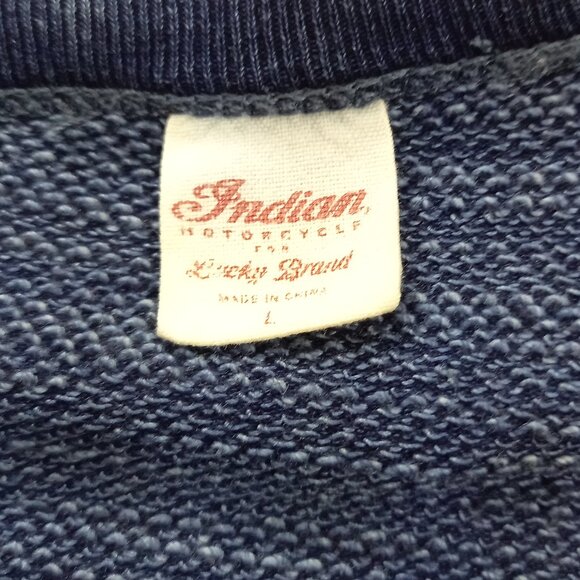 Indian
MOTORCYCLE
FOR
Lucky Brand
MADE IN CHINA
L